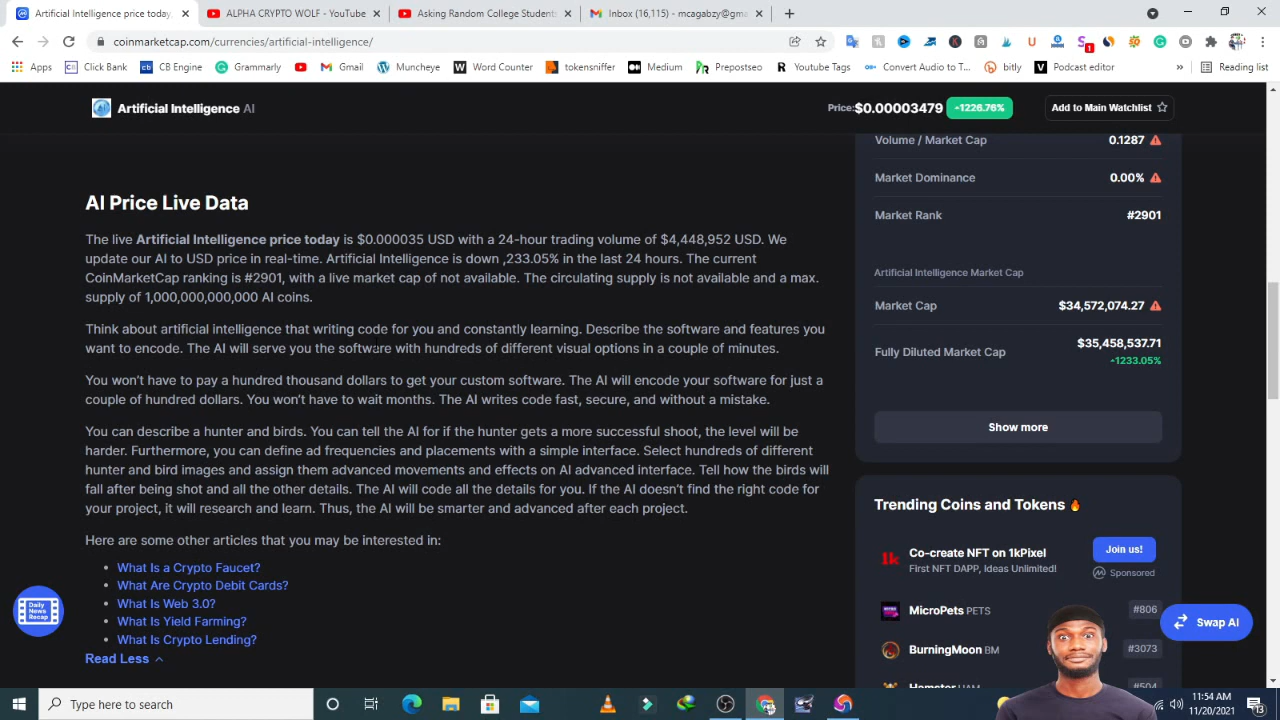 Artificial Intelligence price today,
ALPHA CRYPTO WOLF - YouTube
Asking Random College Students
Inbox (10,115) - mcagabzy@gma
coinmarketcap.com/currencies/artificial-intelligence/
1
Apps
Click Bank
CB Engine
Grammarly
Gmail
Muncheye
Word Counter
tokensniffer
Medium
Prepostseo
Youtube Tags
Convert Audio to T...
bitly
Podcast editor
»
Reading list
Artificial Intelligence AI
Price: $0.00003479
1226.76%
Add to Main Watchlist
Volume / Market Cap
0.1287
Market Dominance
0.00%
Market Rank
#2901
Artificial Intelligence Market Cap
Market Cap
$34,572,074.27
Fully Diluted Market Cap
$35,458,537.71
1233.05%
Show more
AI Price Live Data
The live Artificial Intelligence price today is $0.000035 USD with a 24-hour trading volume of $4,448,952 USD. We
update our AI to USD price in real-time. Artificial Intelligence is down ,233.05% in the last 24 hours. The current
CoinMarketCap ranking is #2901, with a live market cap of not available. The circulating supply is not available and a max.
supply of 1,000,000,000,000 AI coins.
Think about artificial intelligence that writing code for you and constantly learning. Describe the software and features you
want to encode. The AI will serve you the software with hundreds of different visual options in a couple of minutes.
You won't have to pay a hundred thousand dollars to get your custom software. The AI will encode your software for just a
couple of hundred dollars. You won't have to wait months. The AI writes code fast, secure, and without a mistake.
You can describe a hunter and birds. You can tell the AI for if the hunter gets a more successful shoot, the level will be
harder. Furthermore, you can define ad frequencies and placements with a simple interface. Select hundreds of different
hunter and bird images and assign them advanced movements and effects on AI advanced interface. Tell how the birds will
fall after being shot and all the other details. The AI will code all the details for you. If the AI doesn't find the right code for
your project, it will research and learn. Thus, the AI will be smarter and advanced after each project.
Here are some other articles that you may be interested in:
What Is a Crypto Faucet?
What Are Crypto Debit Cards?
What Is Web 3.0?
What Is Yield Farming?
What Is Crypto Lending?
Read Less
Daily
News
Recap
Trending Coins and Tokens
1k
Co-create NFT on 1kPixel
First NFT DAPP, Ideas Unlimited!
Join us!
Sponsored
MicroPets PETS
#806
BurningMoon BM
#3073
Hamster HAM
#504
Swap AI
Type here to search
11:54 AM
11/20/2021
13